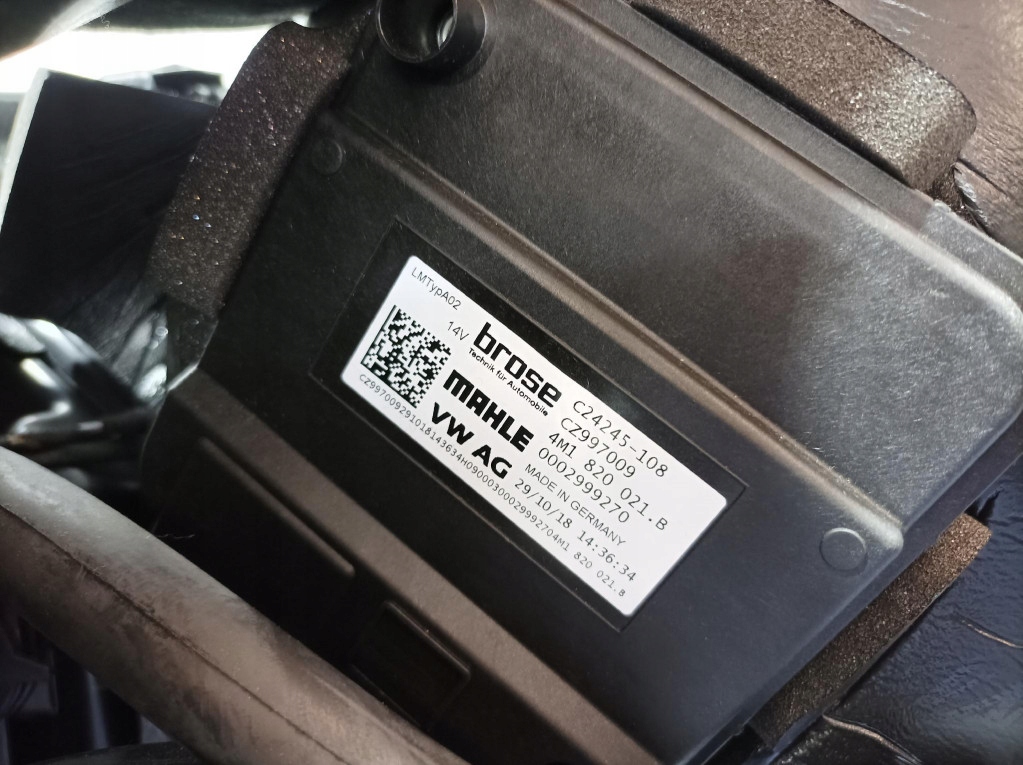 LMTypA02
14V
brose
Technik für Automobile
MAHLE
VW AG
C24245-108
CZ997009
4M1 820 021.B
0002999270
MADE IN GERMANY
29/10/18 14:36:34
CZ997009291018143634H09000300029992704M1 820 021.B